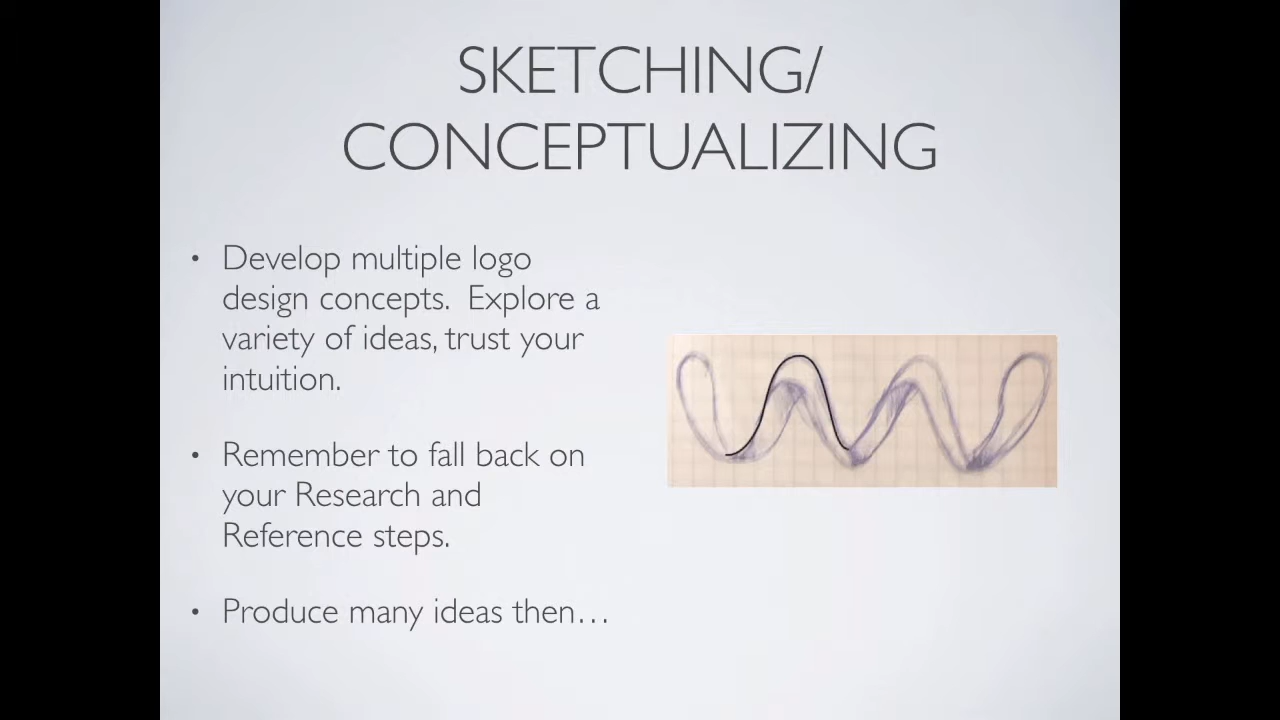 SKETCHING/
CONCEPTUALIZING
• Develop multiple logo
design concepts.  Explore a
variety of ideas, trust your
intuition.
• Remember to fall back on
your Research and
Reference steps.
• Produce many ideas then…